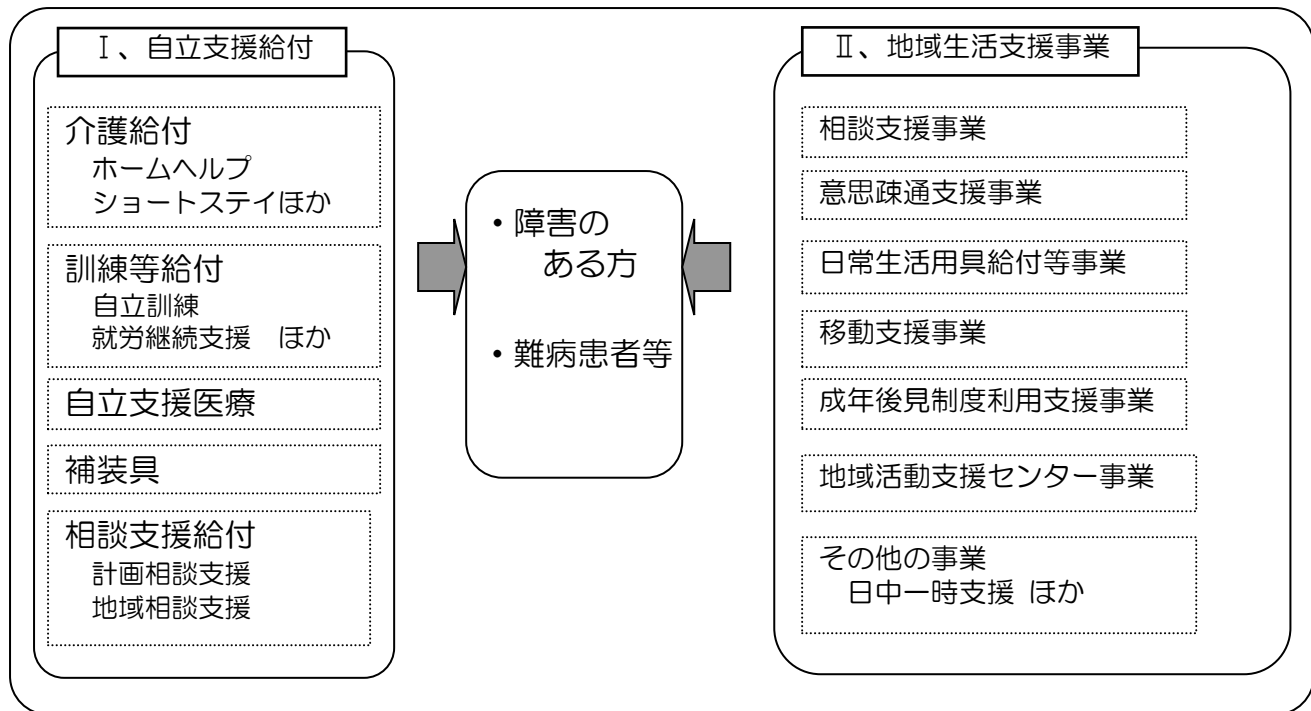 Ⅰ、自立支援給付
介護給付
ホームヘルプ
ショートステイほか
訓練等給付
自立訓練
就労継続支援　ほか
自立支援医療
補装具
相談支援給付
計画相談支援
地域相談支援
・障害の
ある方
・難病患者等
Ⅱ、地域生活支援事業
相談支援事業
意思疎通支援事業
日常生活用具給付等事業
移動支援事業
成年後見制度利用支援事業
地域活動支援センター事業
その他の事業
日中一時支援 ほか